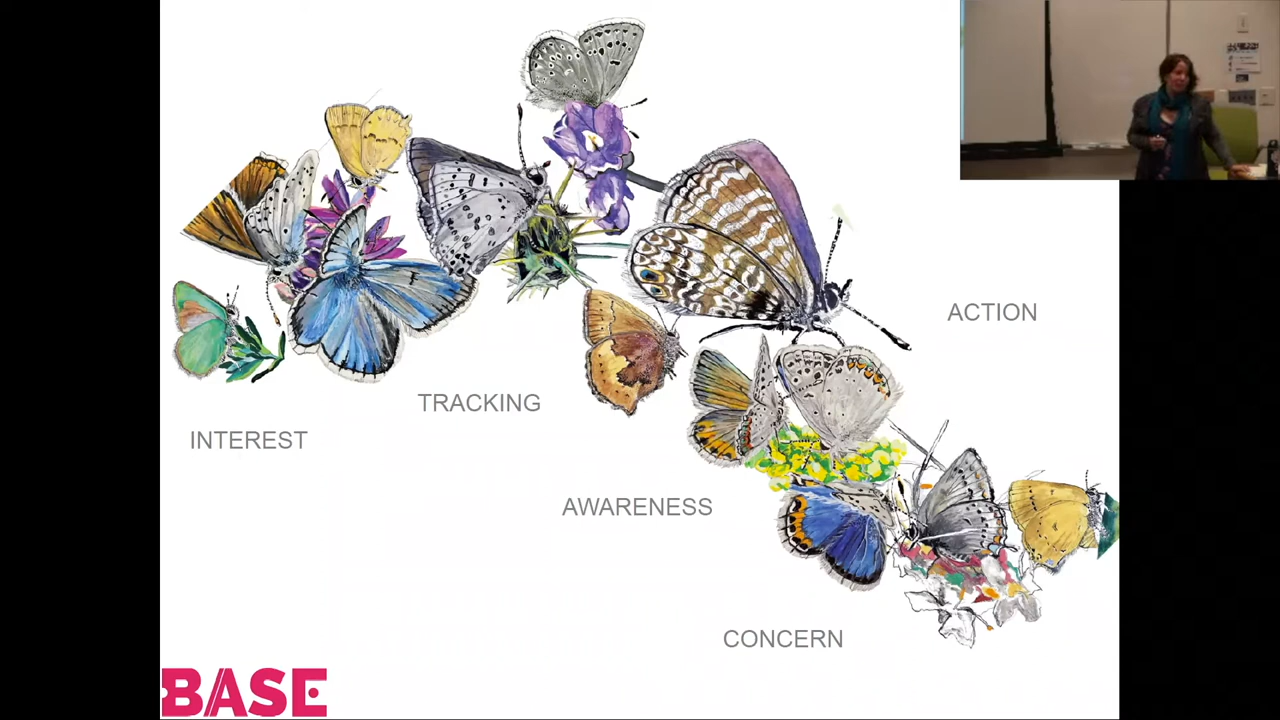 ACTION
TRACKING
INTEREST
AWARENESS
CONCERN
BASE